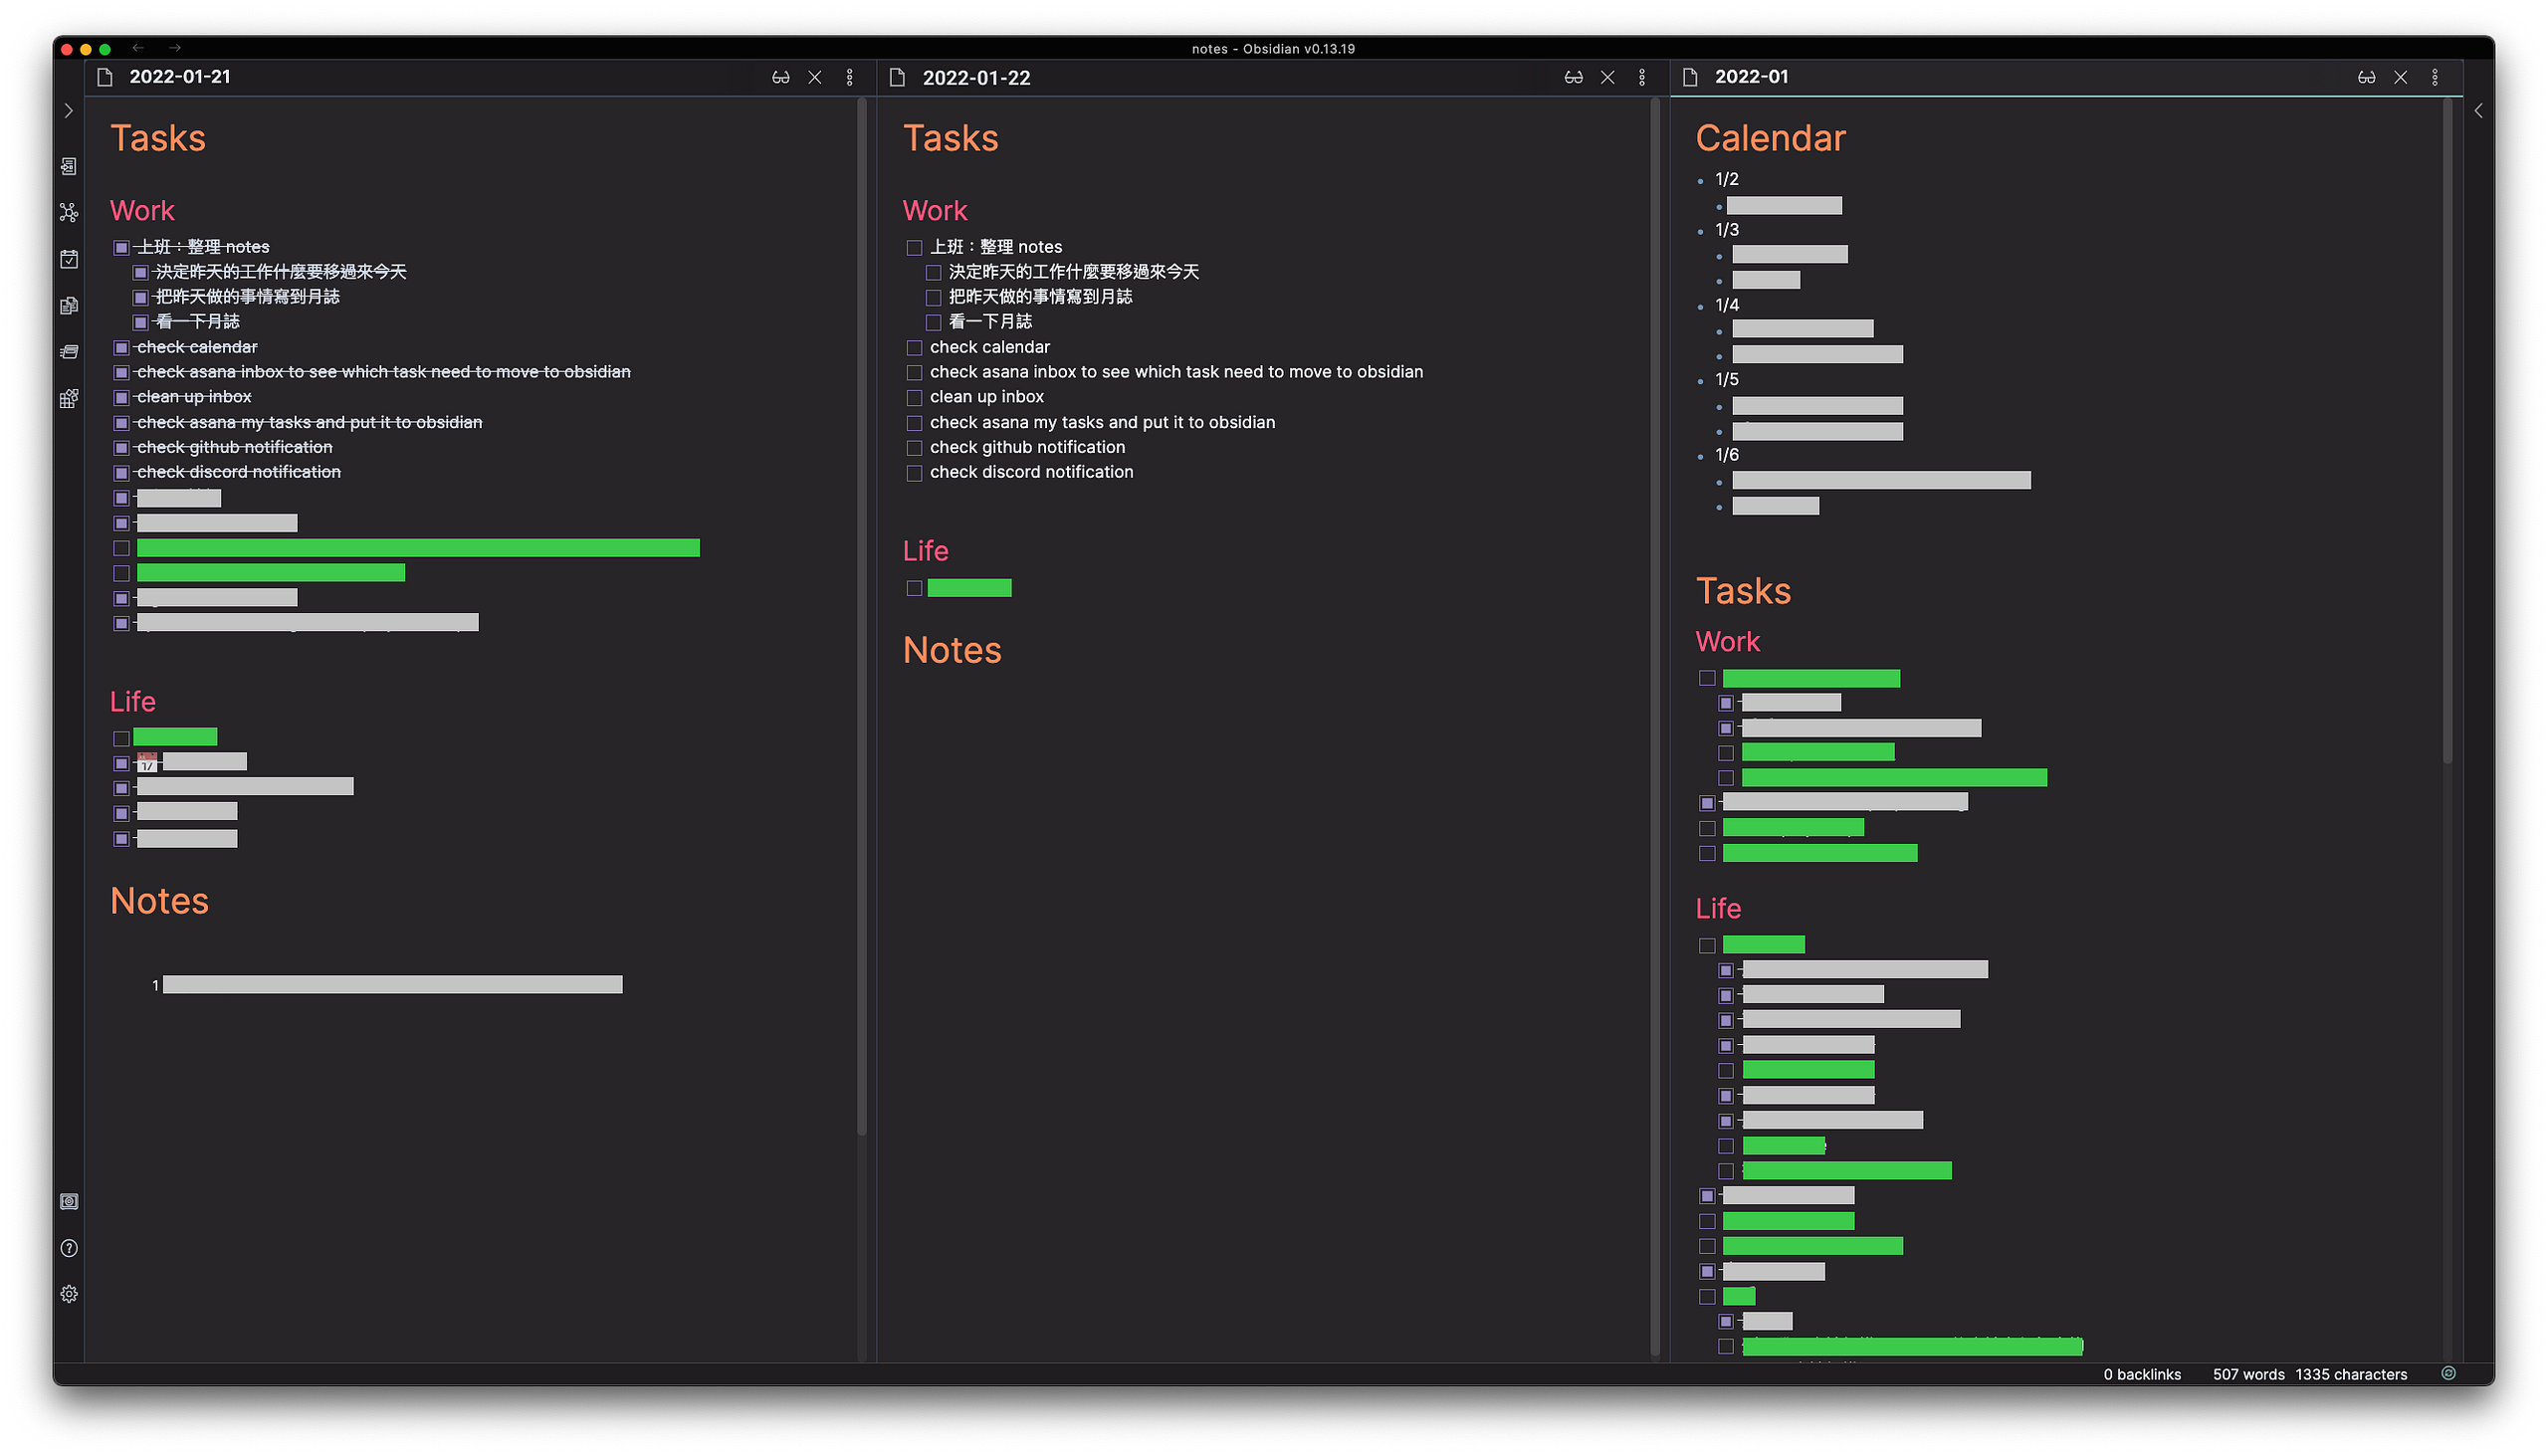 notes - Obsidian v0.13.19
2022-01-21
Tasks
Work
上班：整理 notes
決定昨天的工作什麼要移過來今天
把昨天做的事情寫到月誌
看一下月誌
check calendar
check asana inbox to see which task need to move to obsidian
clean up inbox
check asana my tasks and put it to obsidian
check github notification
check discord notification
Life
17
Notes
1
2022-01-22
Tasks
Work
上班：整理 notes
決定昨天的工作什麼要移過來今天
把昨天做的事情寫到月誌
看一下月誌
check calendar
check asana inbox to see which task need to move to obsidian
clean up inbox
check asana my tasks and put it to obsidian
check github notification
check discord notification
Life
Notes
2022-01
Calendar
1/2
1/3
1/4
1/5
1/6
Tasks
Work
Life
0 backlinks 507 words 1335 characters